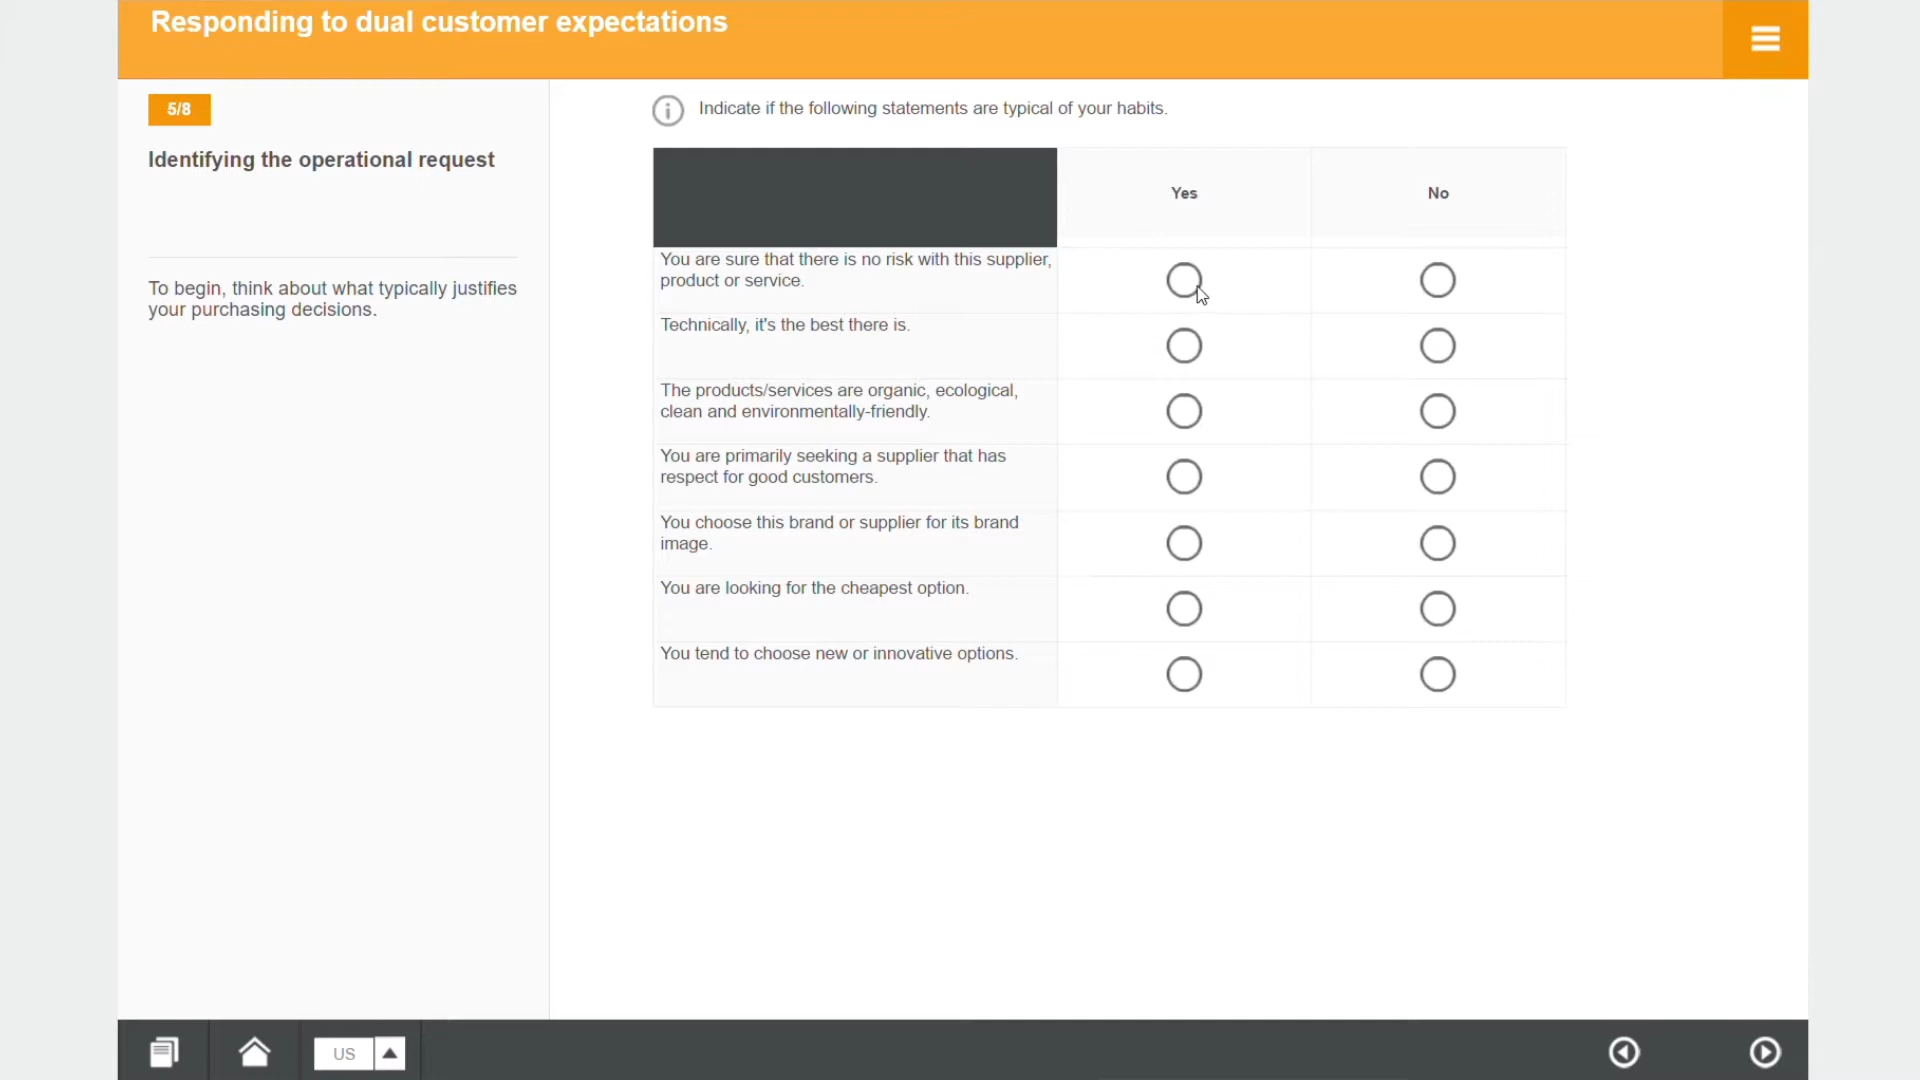 Responding to dual customer expectations
5/8
Identifying the operational request
To begin, think about what typically justifies
your purchasing decisions.
Indicate if the following statements are typical of your habits.
Yes
No
You are sure that there is no risk with this supplier,
product or service.
Technically, it's the best there is.
The products/services are organic, ecological,
clean and environmentally-friendly.
You are primarily seeking a supplier that has
respect for good customers.
You choose this brand or supplier for its brand
image.
You are looking for the cheapest option.
You tend to choose new or innovative options.
US